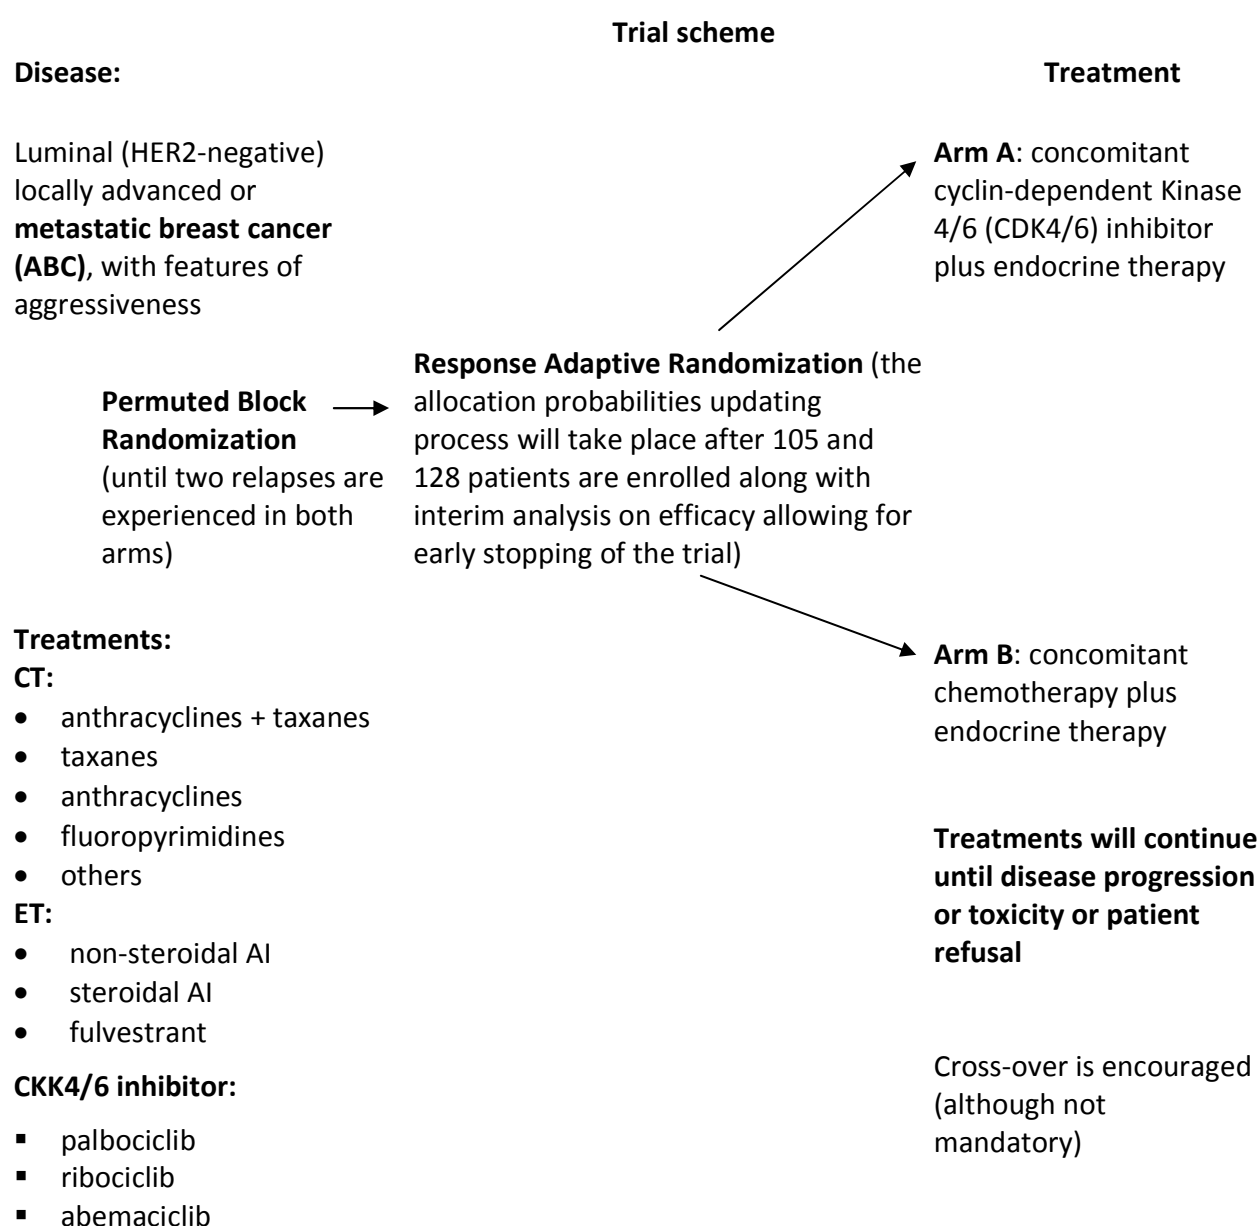 Trial scheme
Disease:
Treatment
Luminal (HER2-negative)
locally advanced or
metastatic breast cancer
(ABC), with features of
aggressiveness
Arm A: concomitant
cyclin-dependent Kinase
4/6 (CDK4/6) inhibitor
plus endocrine therapy
Permuted Block
Randomization
(until two relapses are
experienced in both
arms)
Response Adaptive Randomization (the
allocation probabilities updating
process will take place after 105 and
128 patients are enrolled along with
interim analysis on efficacy allowing for
early stopping of the trial)
Arm B: concomitant
chemotherapy plus
endocrine therapy
Treatments:
CT:
• anthracyclines + taxanes
• taxanes
• anthracyclines
• fluoropyrimidines
• others
ET:
• non-steroidal AI
• steroidal AI
• fulvestrant
CKK4/6 inhibitor:
▪ palbociclib
▪ ribociclib
▪ abemaciclib
Treatments will continue
until disease progression
or toxicity or patient
refusal
Cross-over is encouraged
(although not
mandatory)